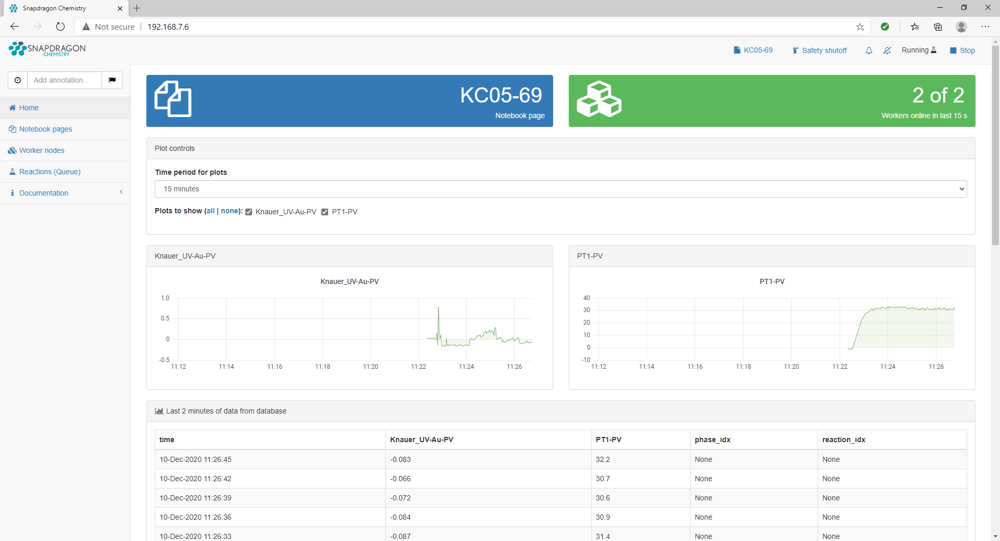 Snapdragon Chemistry
Not secure 192.168.7.6
SNAPDRAGON
CHEMISTRY
KC05-69 Safety shutoff Running Stop
Add annotation...
Home
Notebook pages
Worker nodes
Reactions (Queue)
Documentation
KC05-69
Notebook page
2 of 2
Workers online in last 15 s
Plot controls
Time period for plots
15 minutes
Plots to show (all | none): Knauer_UV-Au-PV PT1-PV
Knauer_UV-Au-PV
Knauer_UV-Au-PV
1.0
0.5
0
-0.5
11:12 11:14 11:16 11:18 11:20 11:22 11:24 11:26
PT1-PV
PT1-PV
40
30
20
10
0
-10
11:12 11:14 11:16 11:18 11:20 11:22 11:24 11:26
Last 2 minutes of data from database
time Knauer_UV-Au-PV PT1-PV phase_idx reaction_idx
10-Dec-2020 11:26:45 -0.083 32.2 None None
10-Dec-2020 11:26:42 -0.066 30.7 None None
10-Dec-2020 11:26:39 -0.072 30.6 None None
10-Dec-2020 11:26:36 -0.084 30.9 None None
10-Dec-2020 11:26:33 -0.087 31.4 None None